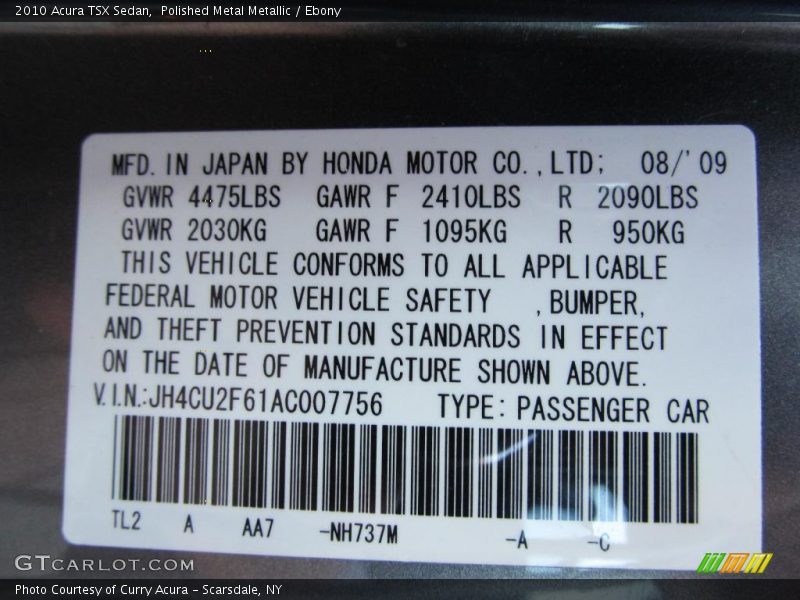 2010 Acura TSX Sedan,  Polished Metal Metallic / Ebony
MFD. IN JAPAN BY HONDA MOTOR CO.,LTD; 08/'09
GVWR 4475LBS GAWR F 2410LBS R 2090LBS
GVWR 2030KG GAWR F 1095KG R 950KG
THIS VEHICLE CONFORMS TO ALL APPLICABLE
FEDERAL MOTOR VEHICLE SAFETY ,BUMPER,
AND THEFT PREVENTION STANDARDS IN EFFECT
ON THE DATE OF MANUFACTURE SHOWN ABOVE.
V.I.N.:JH4CU2F61AC007756 TYPE: PASSENGER CAR
TL2 A AA7 -NH737M -A -C
GTCARLOT.COM
Photo Courtesy of Curry Acura - Scarsdale, NY